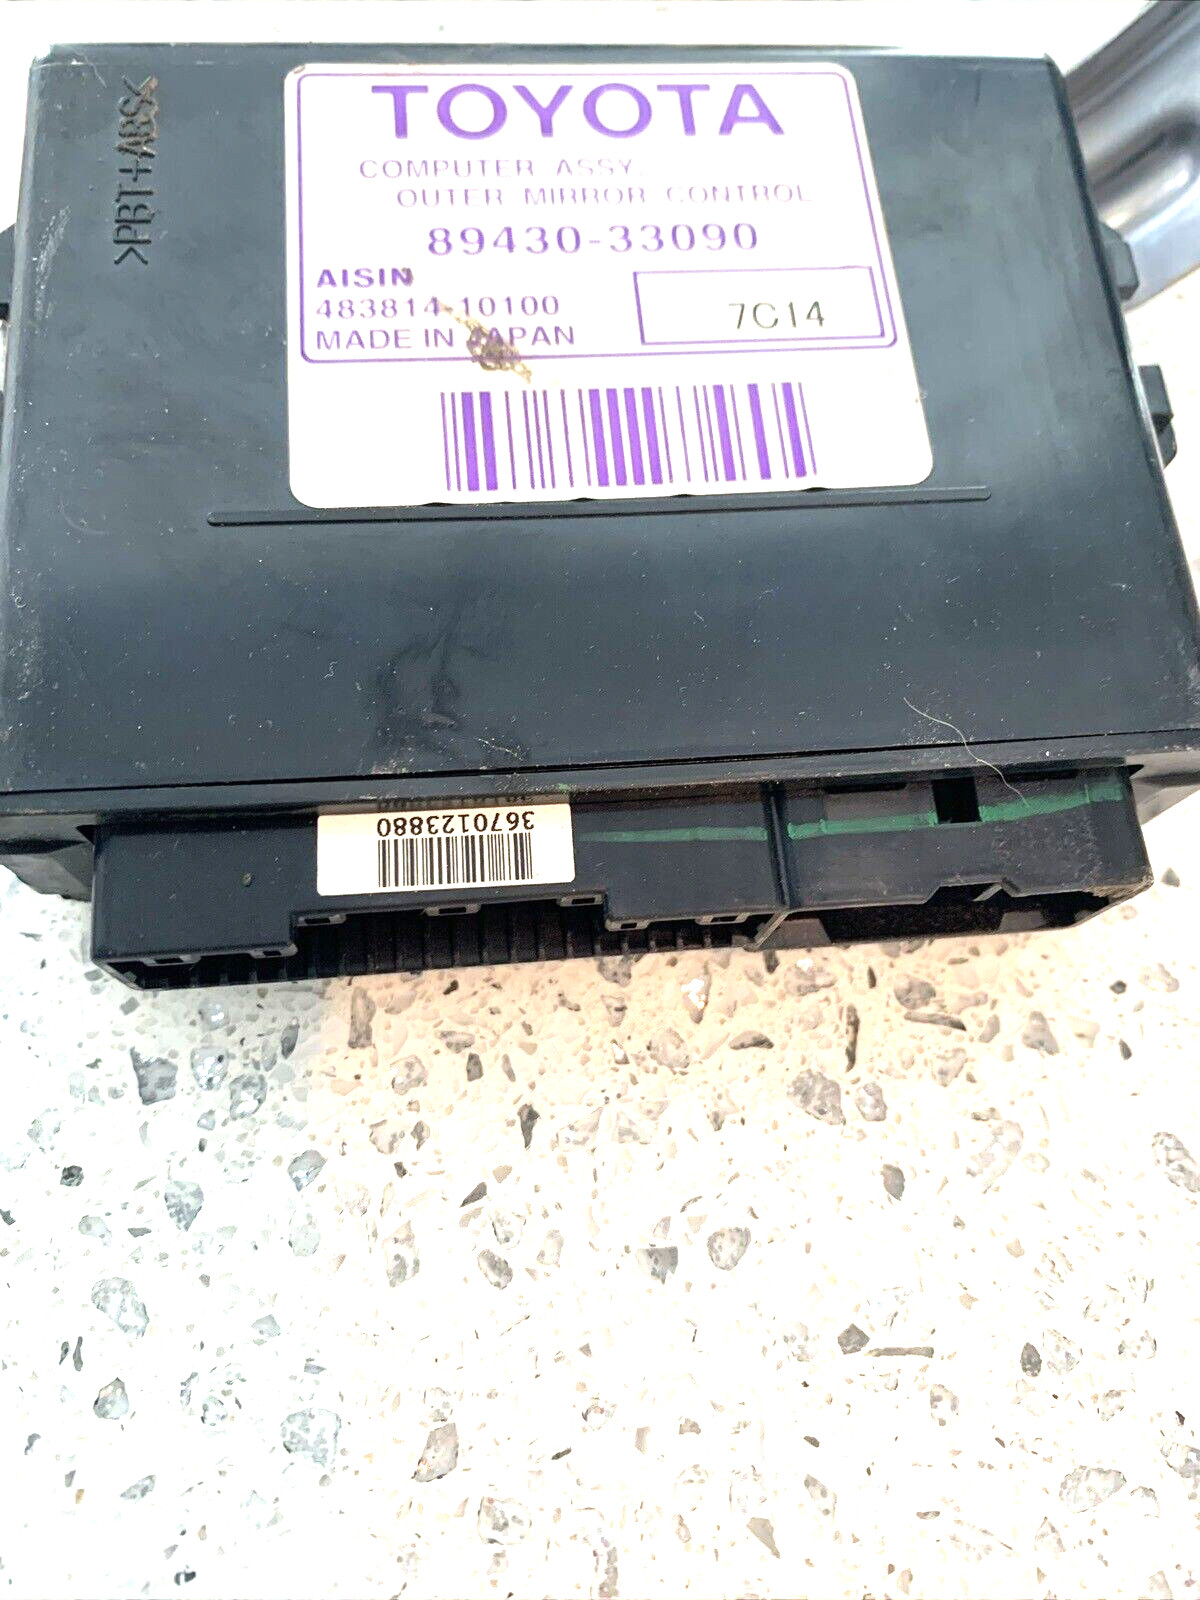 >PBT+ABS<
TOYOTA
COMPUTER ASSY,
OUTER MIRROR CONTROL
89430-33090
AISIN
483814-10100
MADE IN JAPAN
7C14
3670123880